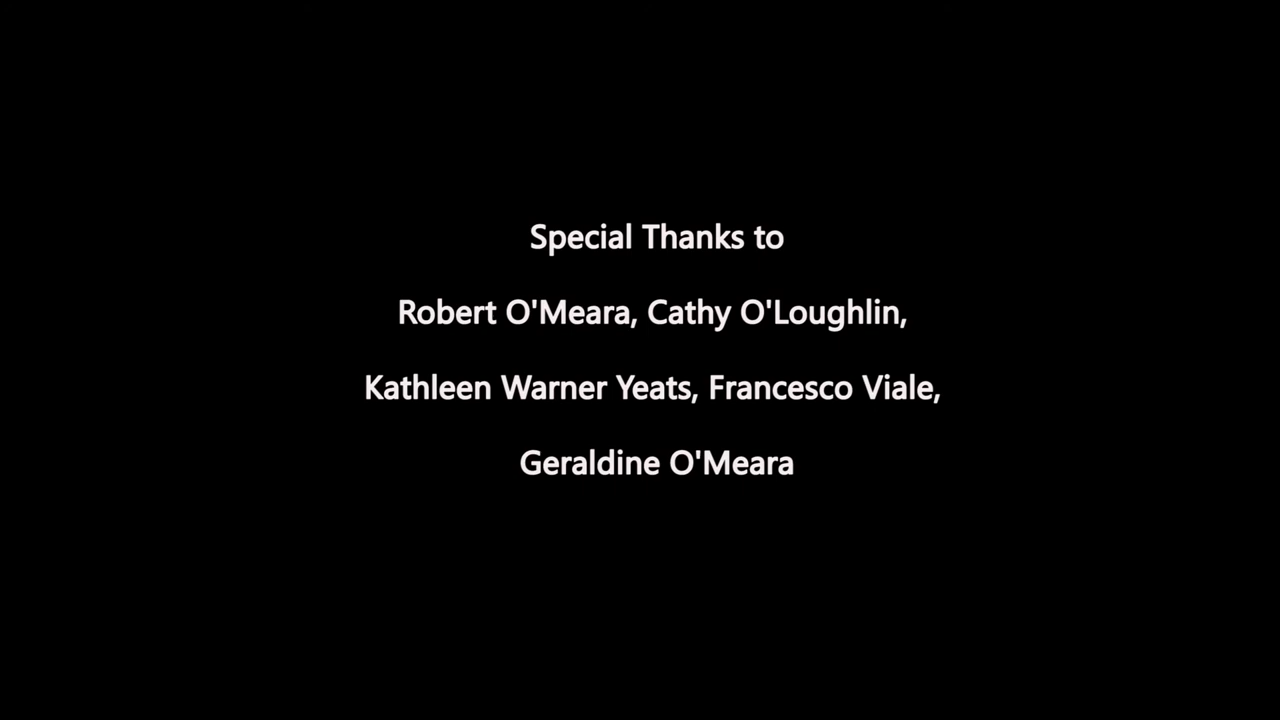 Special Thanks to
Robert O'Meara, Cathy O'Loughlin,
Kathleen Warner Yeats, Francesco Viale,
Geraldine O'Meara